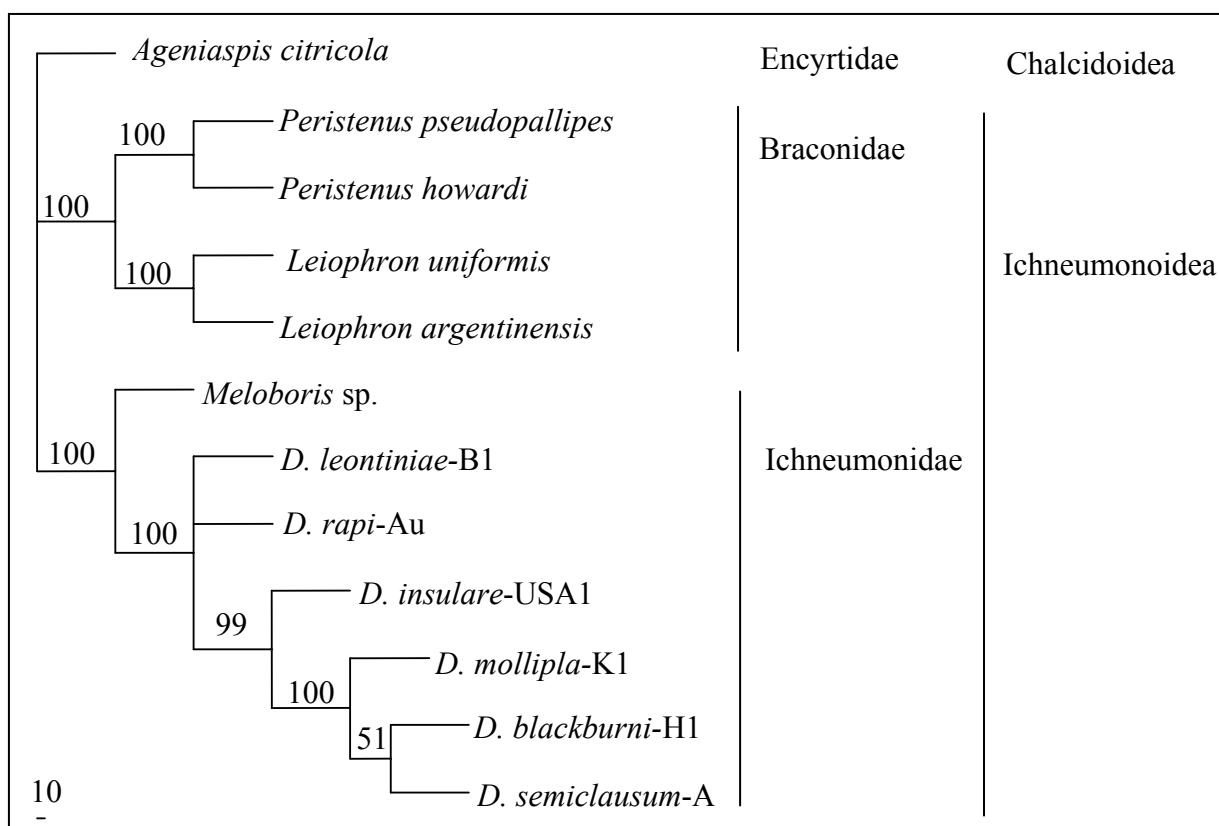 Ageniaspis citricola Encyrtidae Chalcidoidea
100 Peristenus pseudopallipes
Braconidae
Peristenus howardi
100
100 Leiophron uniformis Ichneumonoidea
Leiophron argentinensis
Meloboris sp.
100 D. leontiniae-B1 Ichneumonidae
100 D. rapi-Au
D. insulare-USA1
99
D. mollipla-K1
100
51 D. blackburni-H1
10 D. semiclausum-A